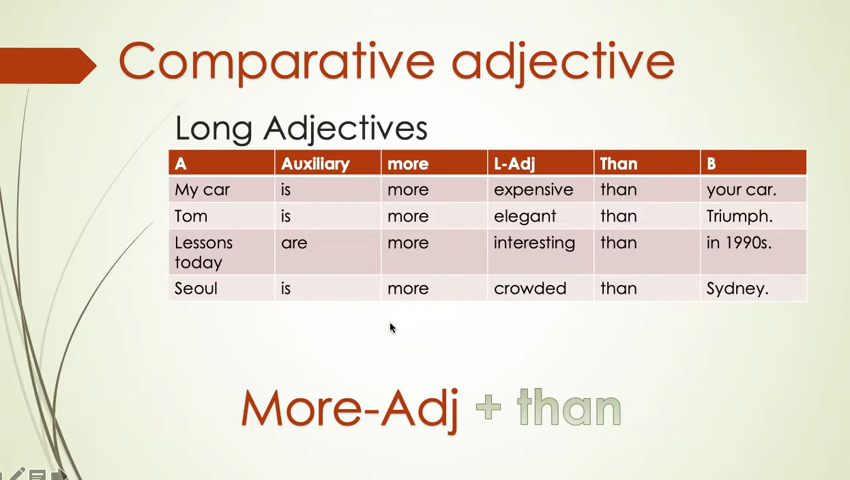 Comparative adjective
Long Adjectives
A Auxiliary more L-Adj Than B
My car is more expensive than your car.
Tom is more elegant than Triumph.
Lessons are more interesting than in 1990s.
today
Seoul is more crowded than Sydney.
More-Adj + than